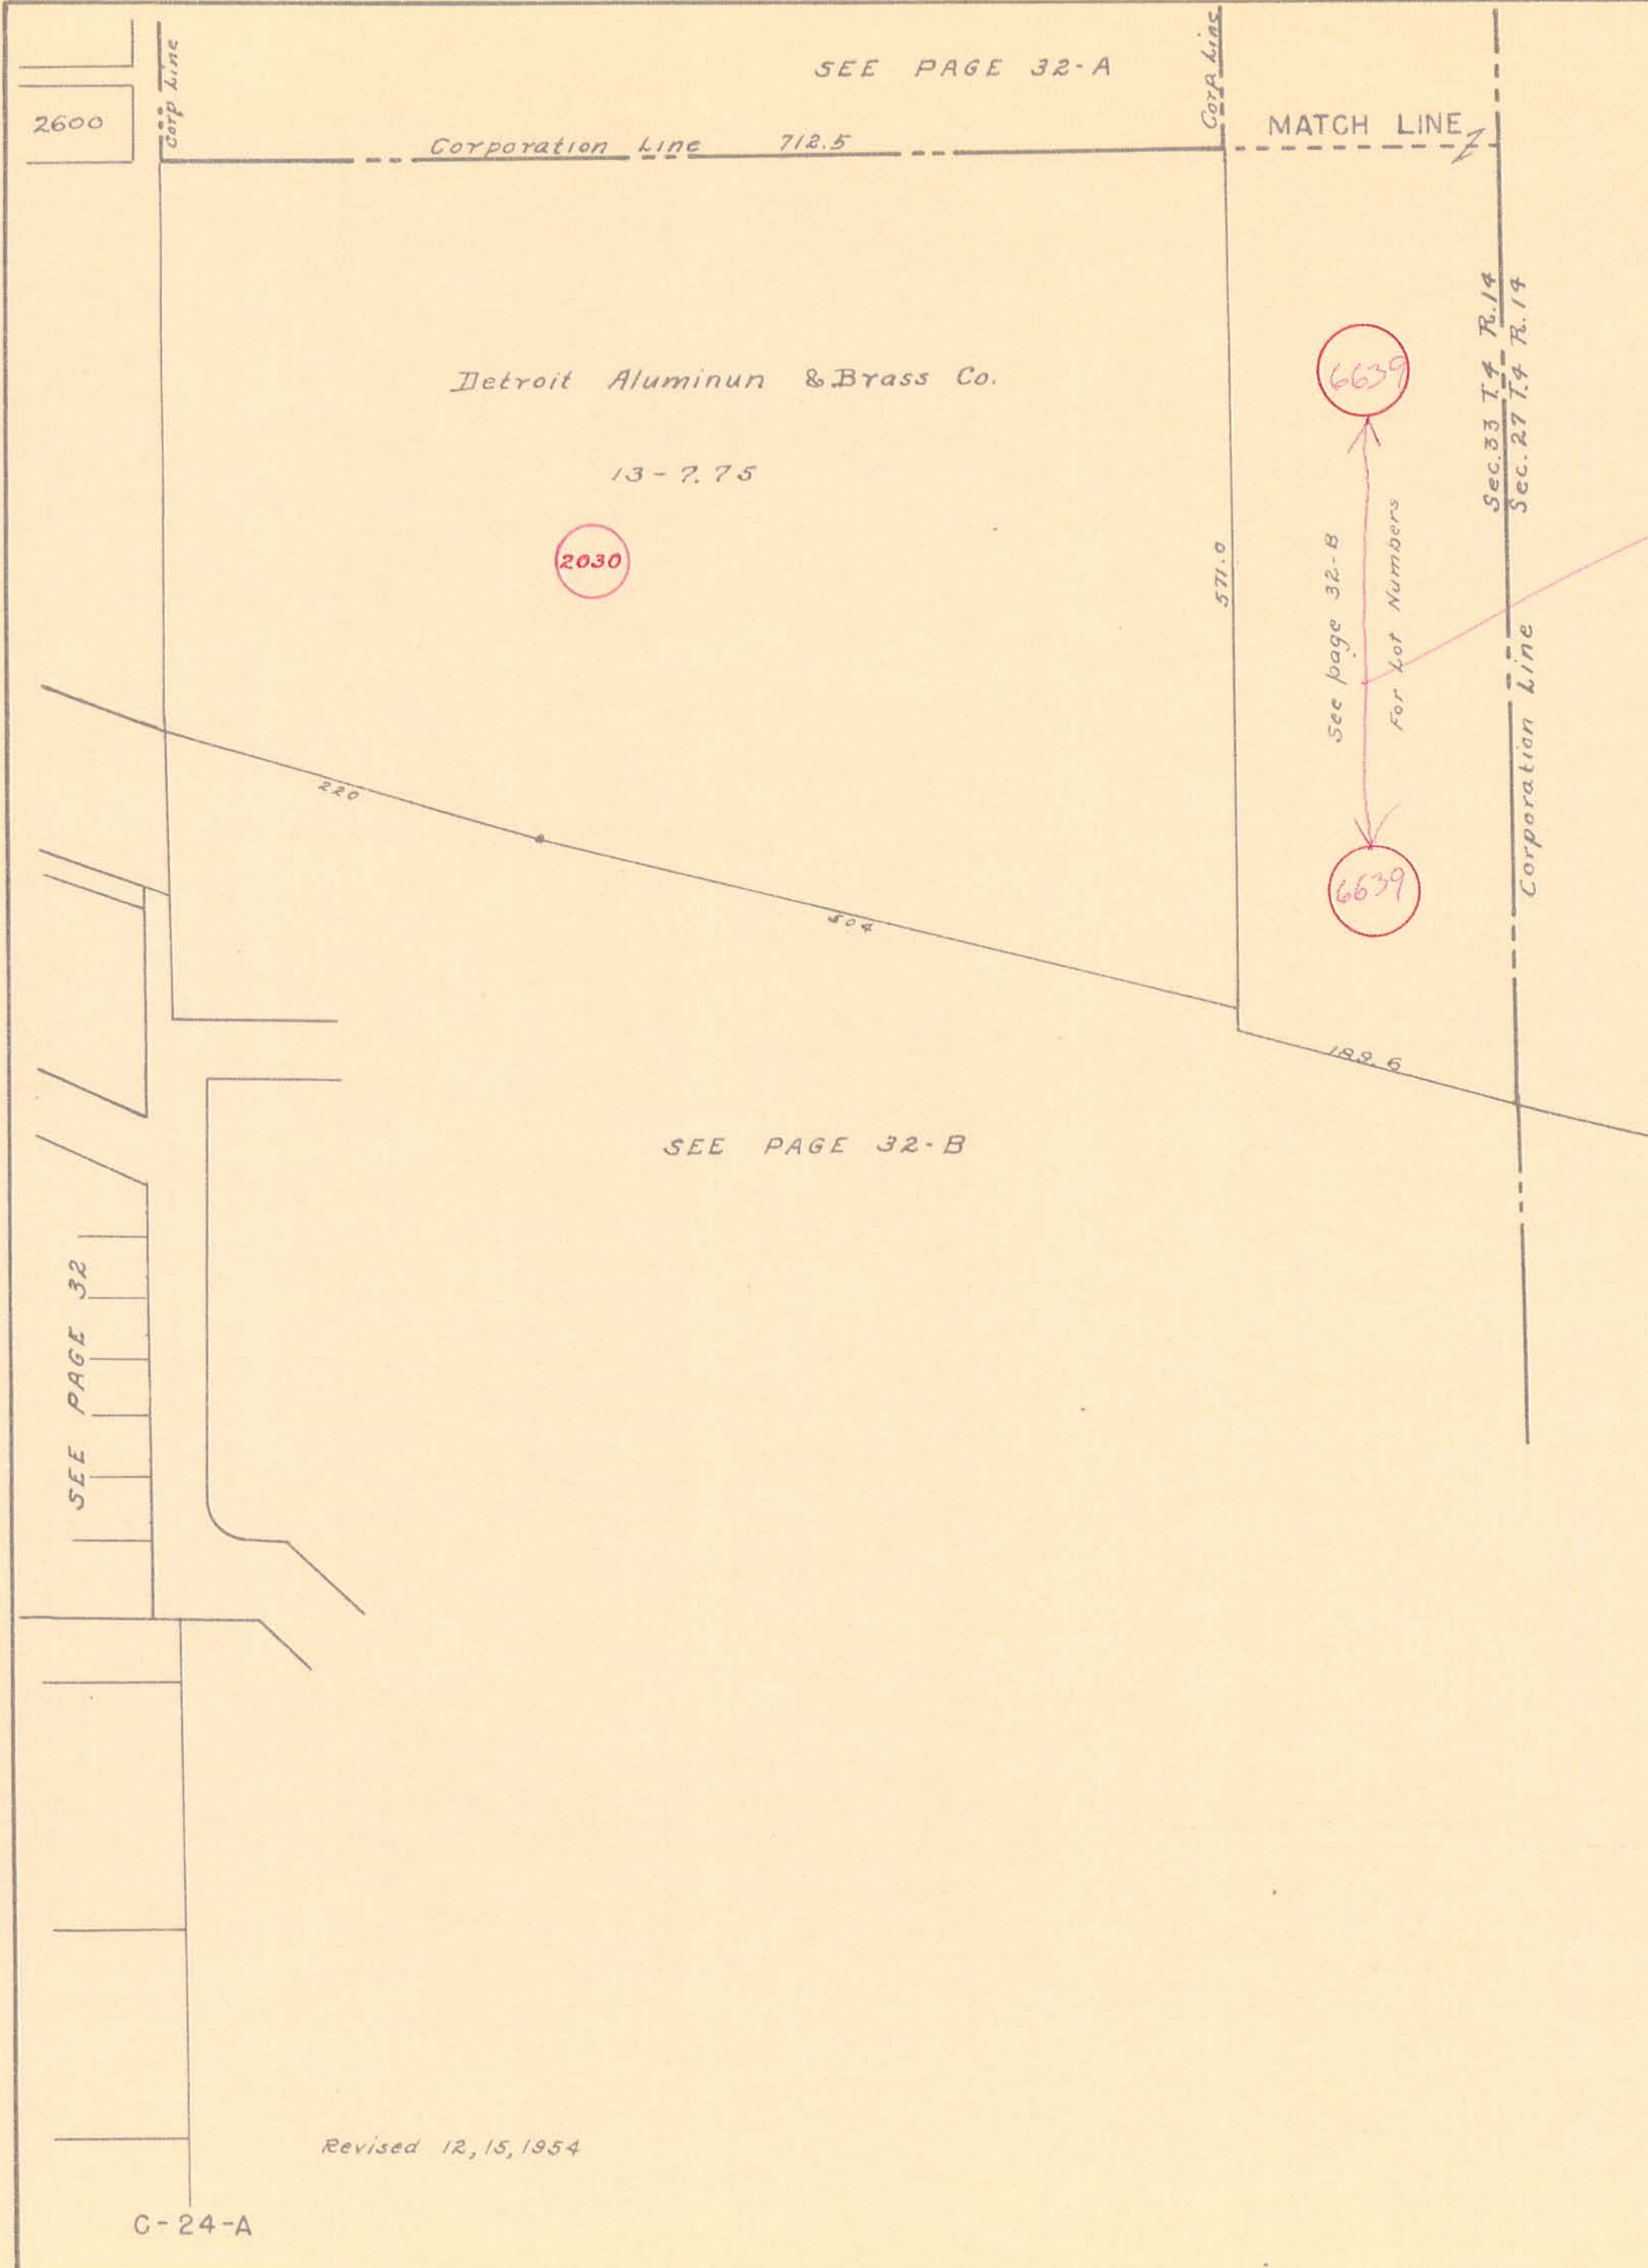 Corp Line
SEE PAGE 32-A
Corp Line
2600
MATCH LINE
Corporation Line 712.5
Detroit Aluminun & Brass Co.
13-7.75
2030
571.0
6639
See page 32-B
For Lot Numbers
6639
Sec. 33 T.4 R.14
Sec. 27 T.4 R.14
Corporation Line
220
504
188.6
SEE PAGE 32-B
SEE PAGE 32
Revised 12,15,1954
C-24-A